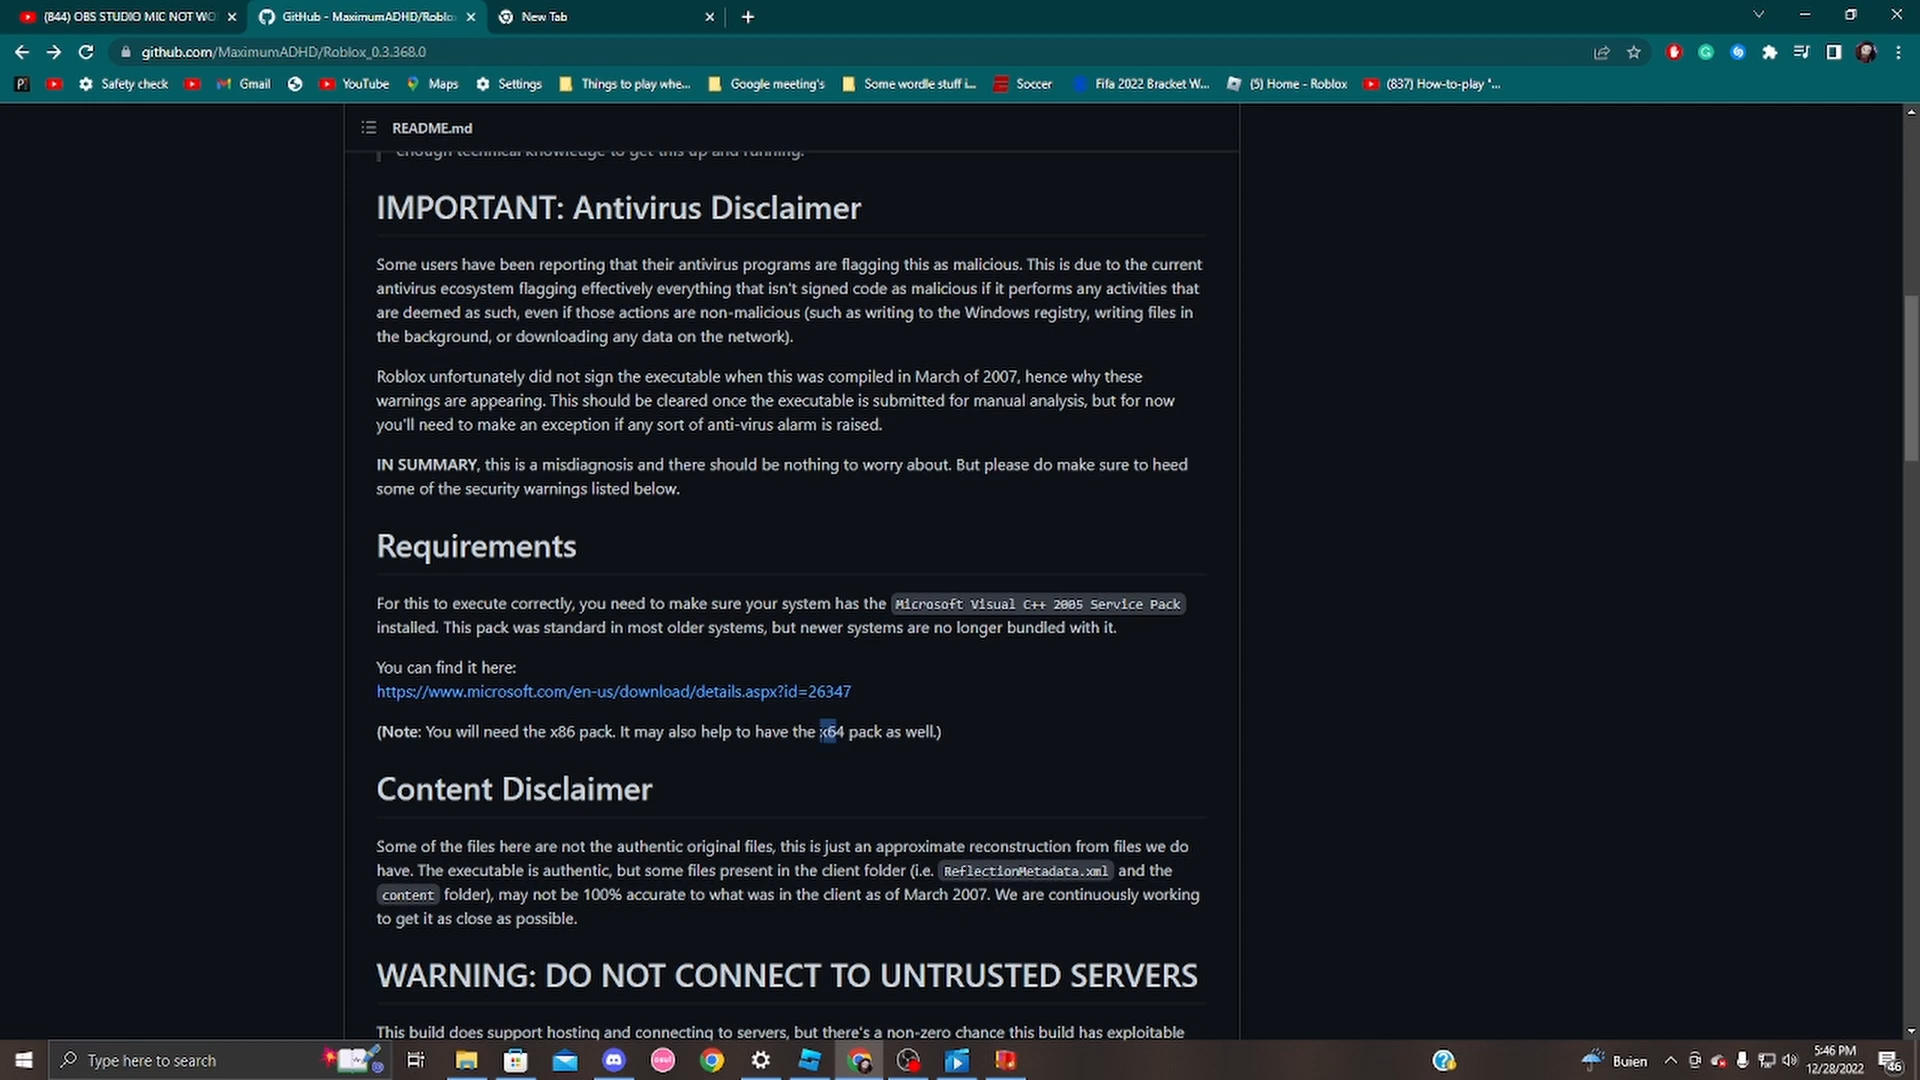 (844) OBS STUDIO MIC NOT WO
GitHub - MaximumADHD/Roblo
New Tab
github.com/MaximumADHD/Roblox_0.3.368.0
Safety check
Gmail
YouTube
Maps
Settings
Things to play whe...
Google meeting's
Some wordle stuff i...
Soccer
Fifa 2022 Bracket W...
(5) Home - Roblox
(837) How-to-play "...
README.md
enough technical knowledge to get this up and running.
IMPORTANT: Antivirus Disclaimer
Some users have been reporting that their antivirus programs are flagging this as malicious. This is due to the current
antivirus ecosystem flagging effectively everything that isn't signed code as malicious if it performs any activities that
are deemed as such, even if those actions are non-malicious (such as writing to the Windows registry, writing files in
the background, or downloading any data on the network).
Roblox unfortunately did not sign the executable when this was compiled in March of 2007, hence why these
warnings are appearing. This should be cleared once the executable is submitted for manual analysis, but for now
you'll need to make an exception if any sort of anti-virus alarm is raised.
IN SUMMARY, this is a misdiagnosis and there should be nothing to worry about. But please do make sure to heed
some of the security warnings listed below.
Requirements
For this to execute correctly, you need to make sure your system has the Microsoft Visual C++ 2005 Service Pack
installed. This pack was standard in most older systems, but newer systems are no longer bundled with it.
You can find it here:
https://www.microsoft.com/en-us/download/details.aspx?id=26347
(Note: You will need the x86 pack. It may also help to have the x64 pack as well.)
Content Disclaimer
Some of the files here are not the authentic original files, this is just an approximate reconstruction from files we do
have. The executable is authentic, but some files present in the client folder (i.e. ReflectionMetadata.xml and the
content folder), may not be 100% accurate to what was in the client as of March 2007. We are continuously working
to get it as close as possible.
WARNING: DO NOT CONNECT TO UNTRUSTED SERVERS
This build does support hosting and connecting to servers, but there's a non-zero chance this build has exploitable
Type here to search
osu!
Buien
5:46 PM
12/28/2022
46